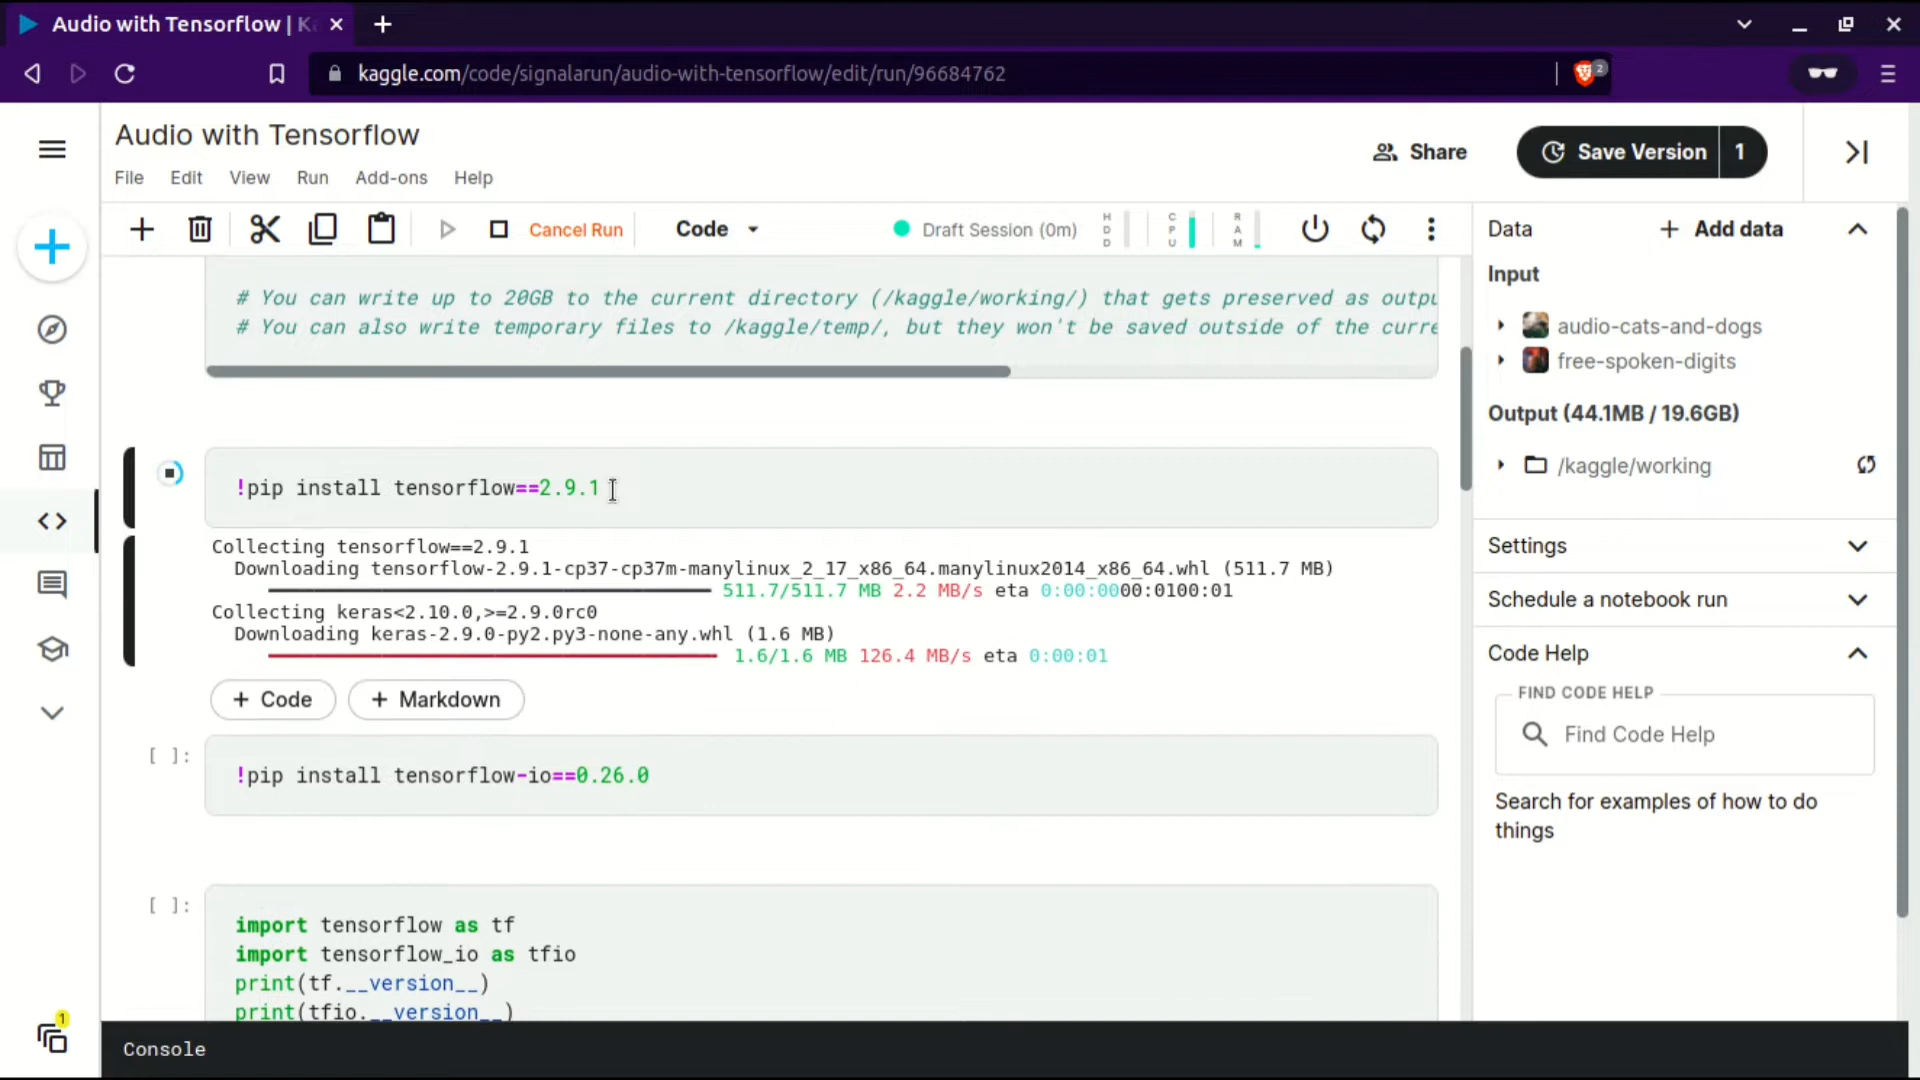 Audio with Tensorflow | K
kaggle.com/code/signalarun/audio-with-tensorflow/edit/run/96684762
2
Audio with Tensorflow
File Edit View Run Add-ons Help
Share
Save Version 1
Cancel Run
Code
Draft Session (0m)
HDD
CPU
RAM
# You can write up to 20GB to the current directory (/kaggle/working/) that gets preserved as outpu
# You can also write temporary files to /kaggle/temp/, but they won't be saved outside of the curre
!pip install tensorflow==2.9.1
Collecting tensorflow==2.9.1
Downloading tensorflow-2.9.1-cp37-cp37m-manylinux_2_17_x86_64.manylinux2014_x86_64.whl (511.7 MB)
511.7/511.7 MB 2.2 MB/s eta 0:00:0000:0100:01
Collecting keras<2.10.0,>=2.9.0rc0
Downloading keras-2.9.0-py2.py3-none-any.whl (1.6 MB)
1.6/1.6 MB 126.4 MB/s eta 0:00:01
+ Code
+ Markdown
[ ]:
!pip install tensorflow-io==0.26.0
[ ]:
import tensorflow as tf
import tensorflow_io as tfio
print(tf.__version__)
print(tfio.__version__)
Data
+ Add data
Input
audio-cats-and-dogs
free-spoken-digits
Output (44.1MB / 19.6GB)
/kaggle/working
Settings
Schedule a notebook run
Code Help
FIND CODE HELP
Find Code Help
Search for examples of how to do
things
1
Console